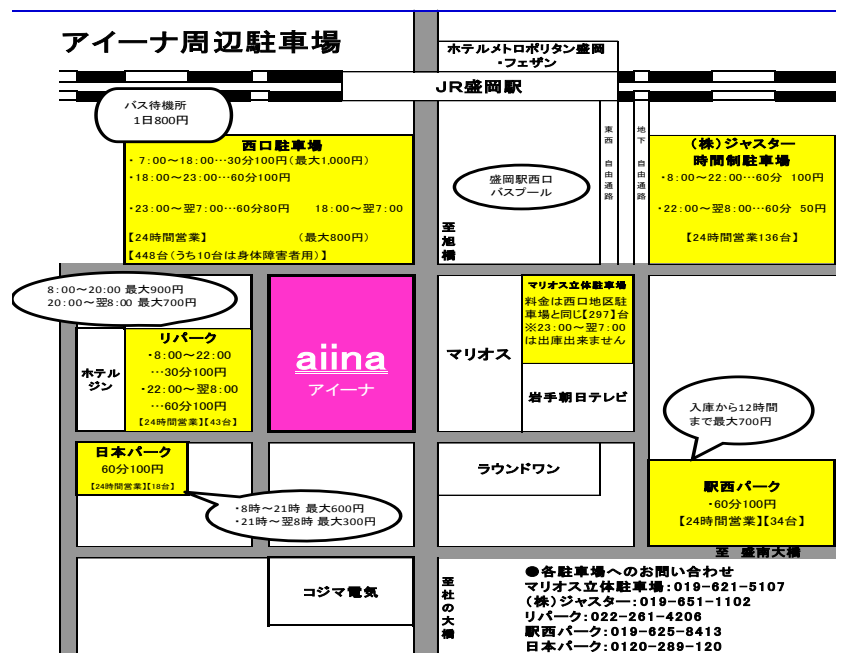 アイーナ周辺駐車場
ホテルメトロポリタン盛岡
・フェザン
JR盛岡駅
バス待機所
1日800円
西口駐車場
・7:00～18:00…30分100円(最大1,000円)
・18:00～23:00…60分100円
・23:00～翌7:00…60分80円　18:00～翌7:00
【24時間営業】　(最大800円)
【448台(うち10台は身体障害者用)】
盛岡駅西口
バスプール
東西 自由通路
地下 自由通路
(株)ジャスター
時間制駐車場
・8:00～22:00…60分 100円
・22:00～翌8:00…60分 50円
【24時間営業136台】
至旭橋
8:00～20:00 最大900円
20:00～翌8:00 最大700円
リパーク
・8:00～22:00
…30分100円
・22:00～翌8:00
…60分100円
【24時間営業】【43台】
ホテル
ジン
aiina
アイーナ
マリオス
マリオス立体駐車場
料金は西口地区駐
車場と同じ【297】台
※23:00～翌7:00
は出庫出来ません
岩手朝日テレビ
入庫から12時間
まで最大700円
日本パーク
60分100円
【24時間営業】【18台】
・8時～21時 最大600円
・21時～翌8時 最大300円
ラウンドワン
駅西パーク
・60分100円
【24時間営業】【34台】
至 盛南大橋
コジマ電気
至杜の大橋
●各駐車場へのお問い合わせ
マリオス立体駐車場:019-621-5107
(株)ジャスター:019-651-1102
リパーク:022-261-4206
駅西パーク:019-625-8413
日本パーク:0120-289-120